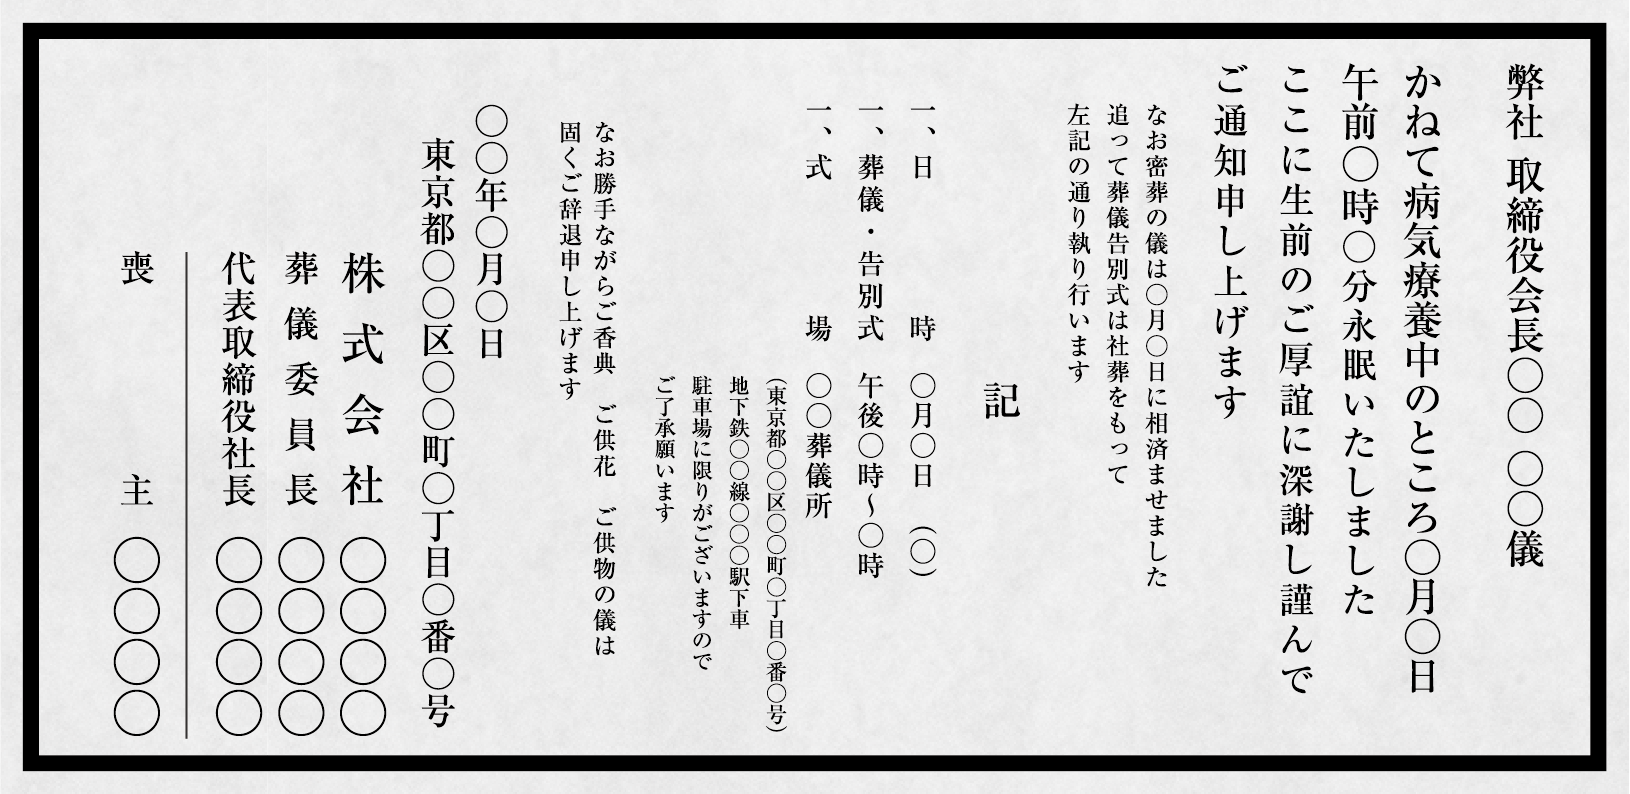 弊社 取締役会長〇〇 〇〇儀
かねて病気療養中のところ〇月〇日
午前〇時〇分永眠いたしました
ここに生前のご厚誼に深謝し謹んで
ご通知申し上げます
なお密葬の儀は〇月〇日に相済ませました
追って葬儀告別式は社葬をもって
左記の通り執り行います
記
一、日 時 〇月〇日 (〇)
一、葬儀・告別式 午後〇時～〇時
一、式 場 〇〇葬儀所
(東京都〇〇区〇〇町〇丁目〇番〇号)
地下鉄〇〇線〇〇〇駅下車
駐車場に限りがございますので
ご了承願います
なお勝手ながらご香典 ご供花 ご供物の儀は
固くご辞退申し上げます
〇〇年〇月〇日
東京都〇〇区〇〇町〇丁目〇番〇号
株式会社 〇〇〇〇
葬儀委員長 〇〇〇〇
代表取締役社長 〇〇〇〇
喪主 〇〇〇〇